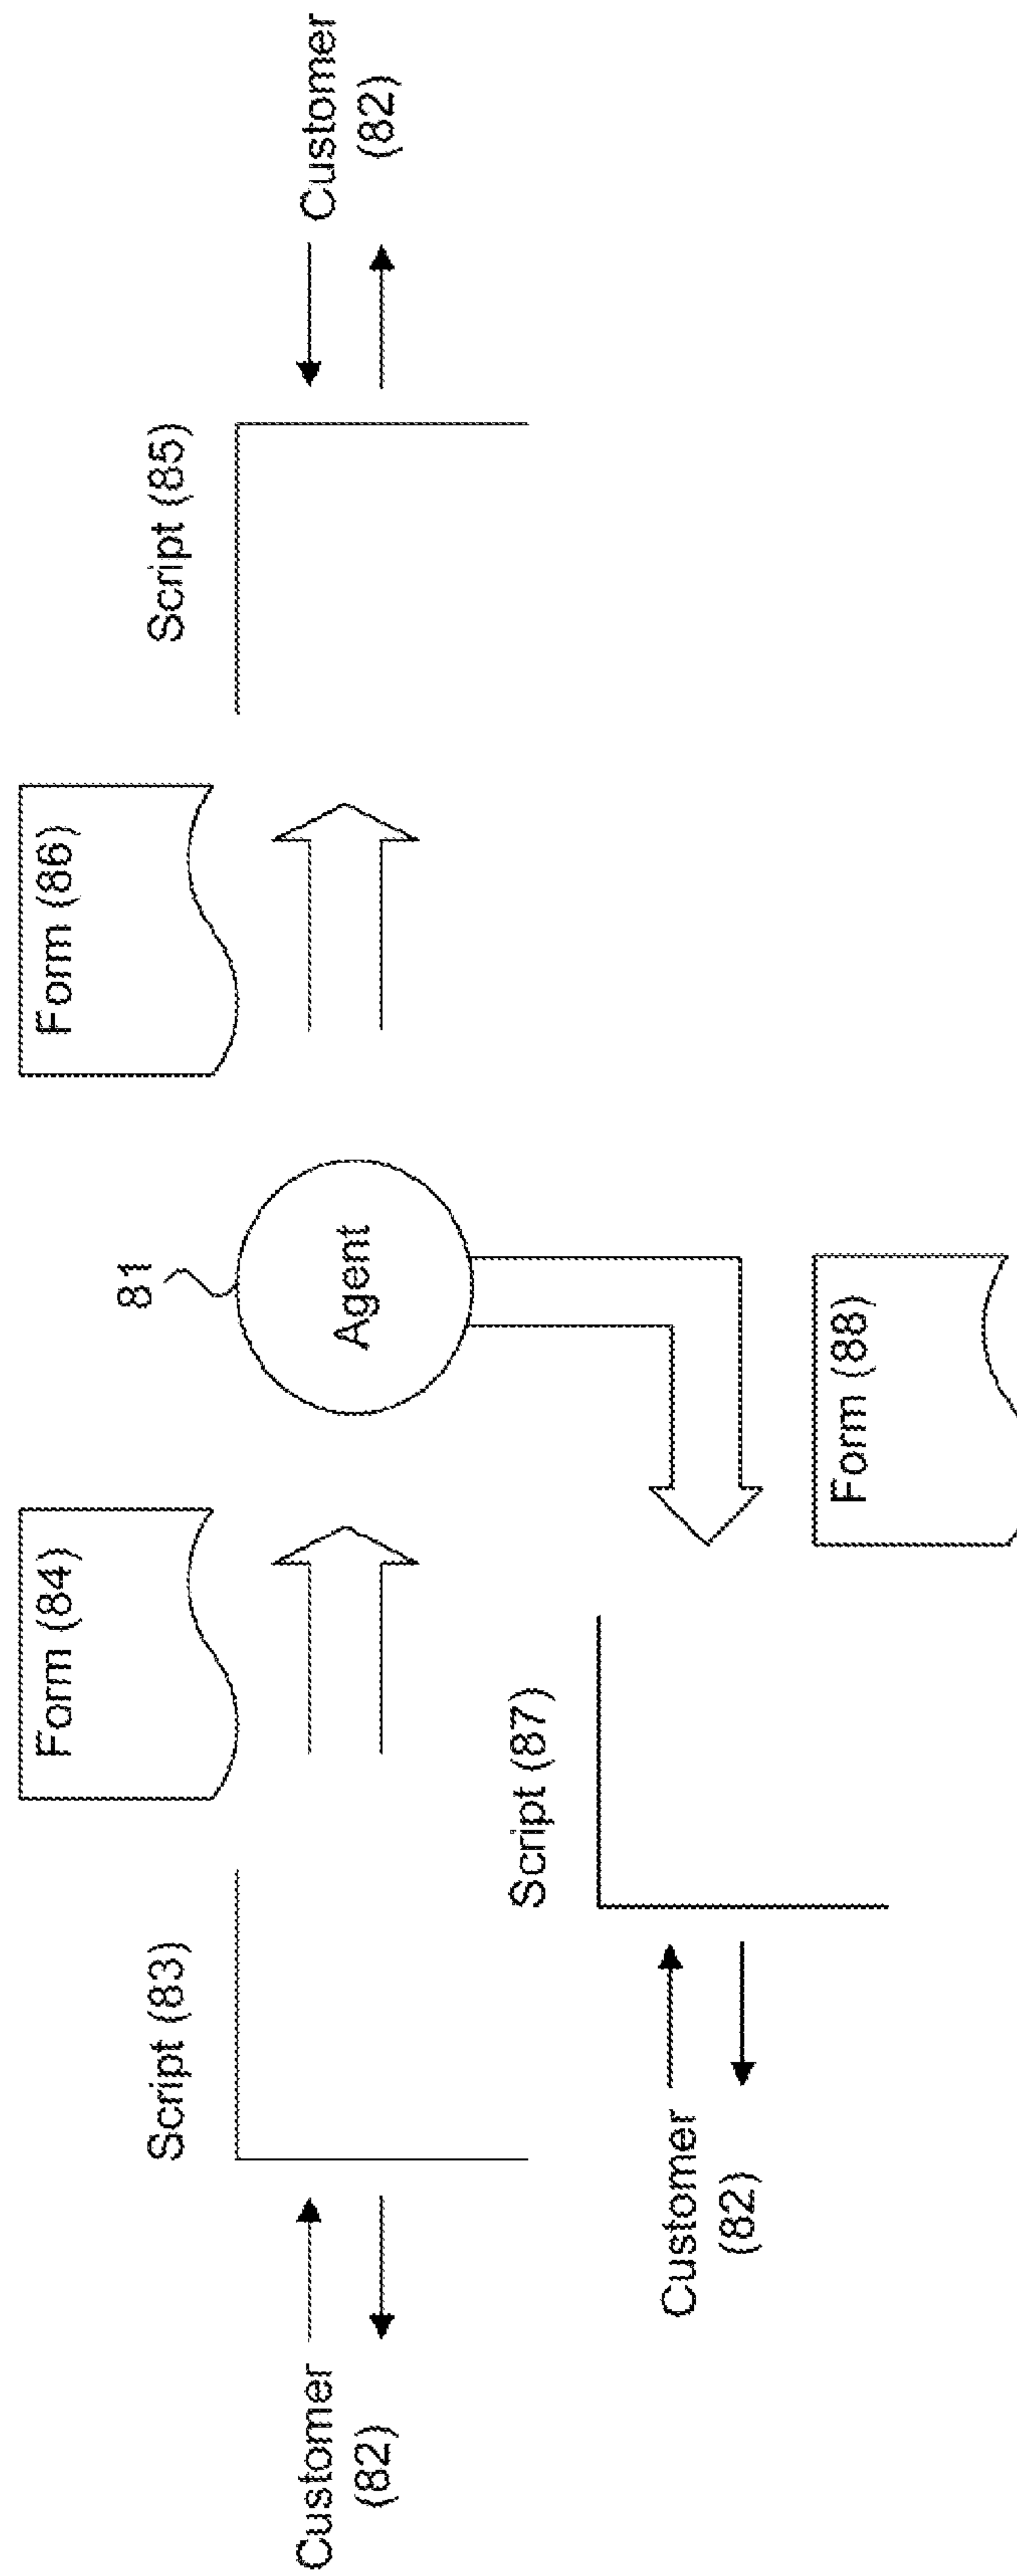 Customer
(82)
Script (83)
Form (84)
81
Agent
Form (86)
Script (85)
Customer
(82)
Customer
(82)
Script (87)
Form (88)